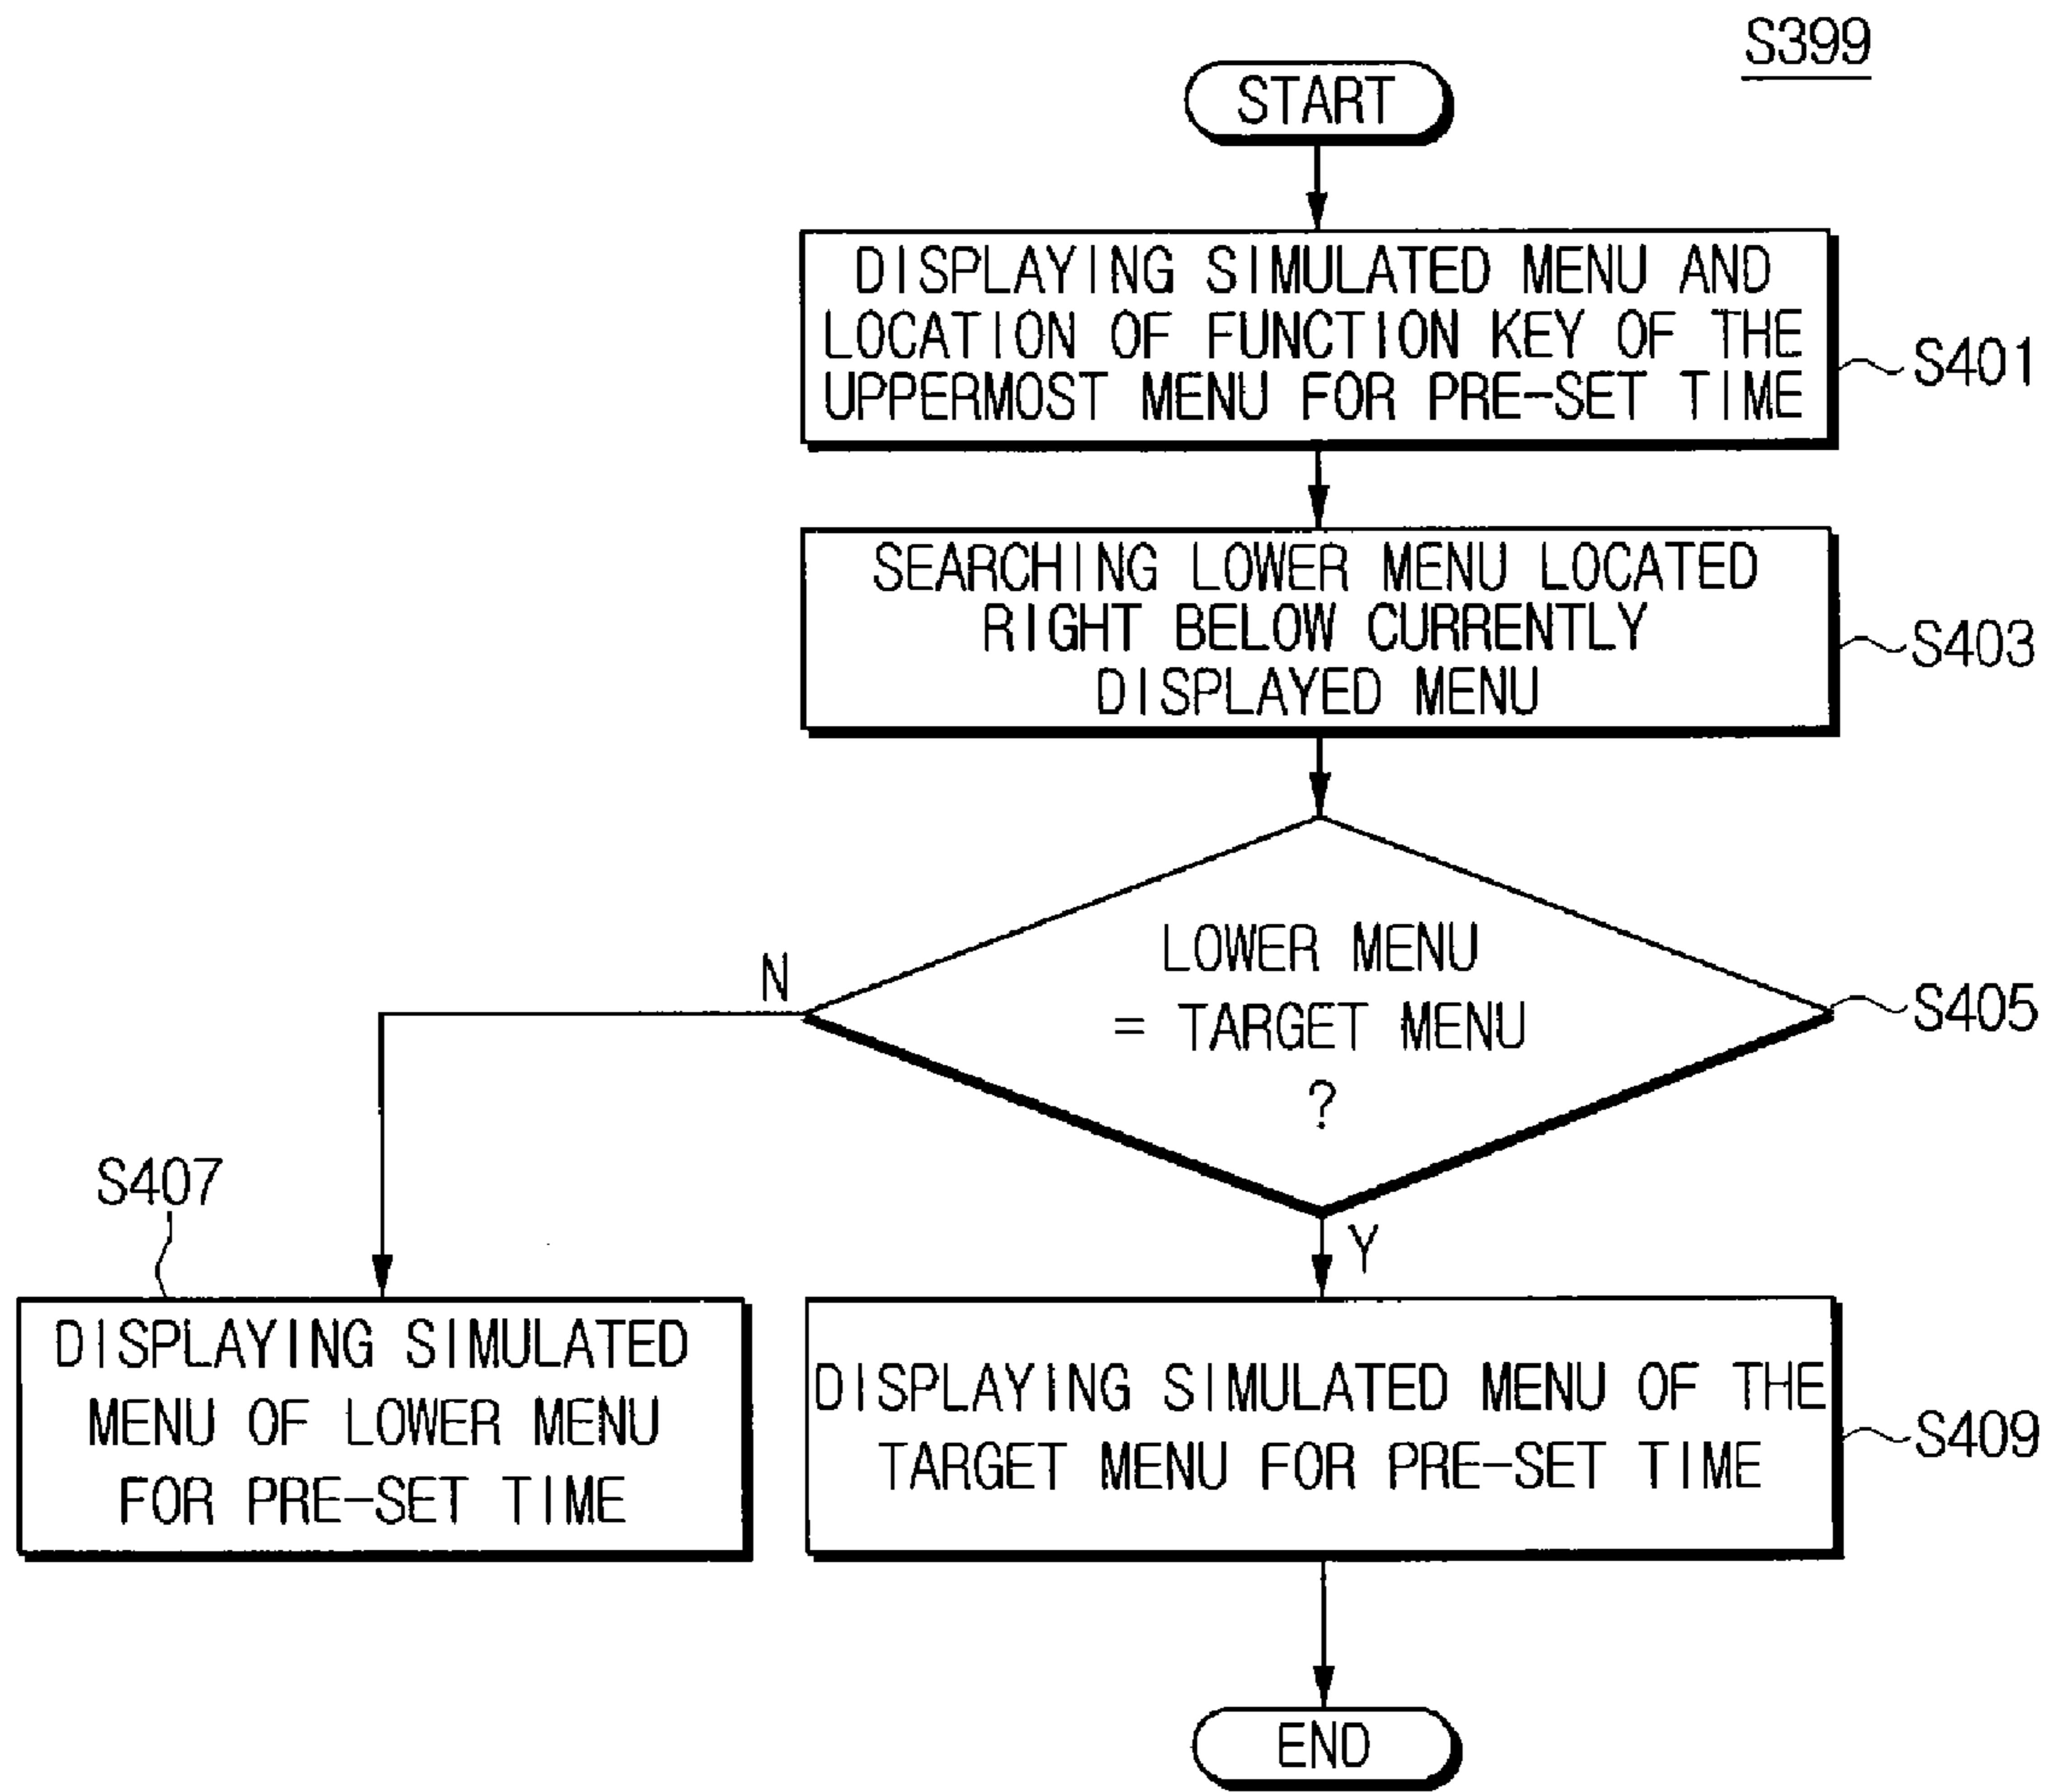 S399
START
DISPLAYING SIMULATED MENU AND
LOCATION OF FUNCTION KEY OF THE
UPPERMOST MENU FOR PRE-SET TIME
S401
SEARCHING LOWER MENU LOCATED
RIGHT BELOW CURRENTLY
DISPLAYED MENU
S403
LOWER MENU
= TARGET MENU
?
S405
N
Y
S407
DISPLAYING SIMULATED
MENU OF LOWER MENU
FOR PRE-SET TIME
DISPLAYING SIMULATED MENU OF THE
TARGET MENU FOR PRE-SET TIME
S409
END